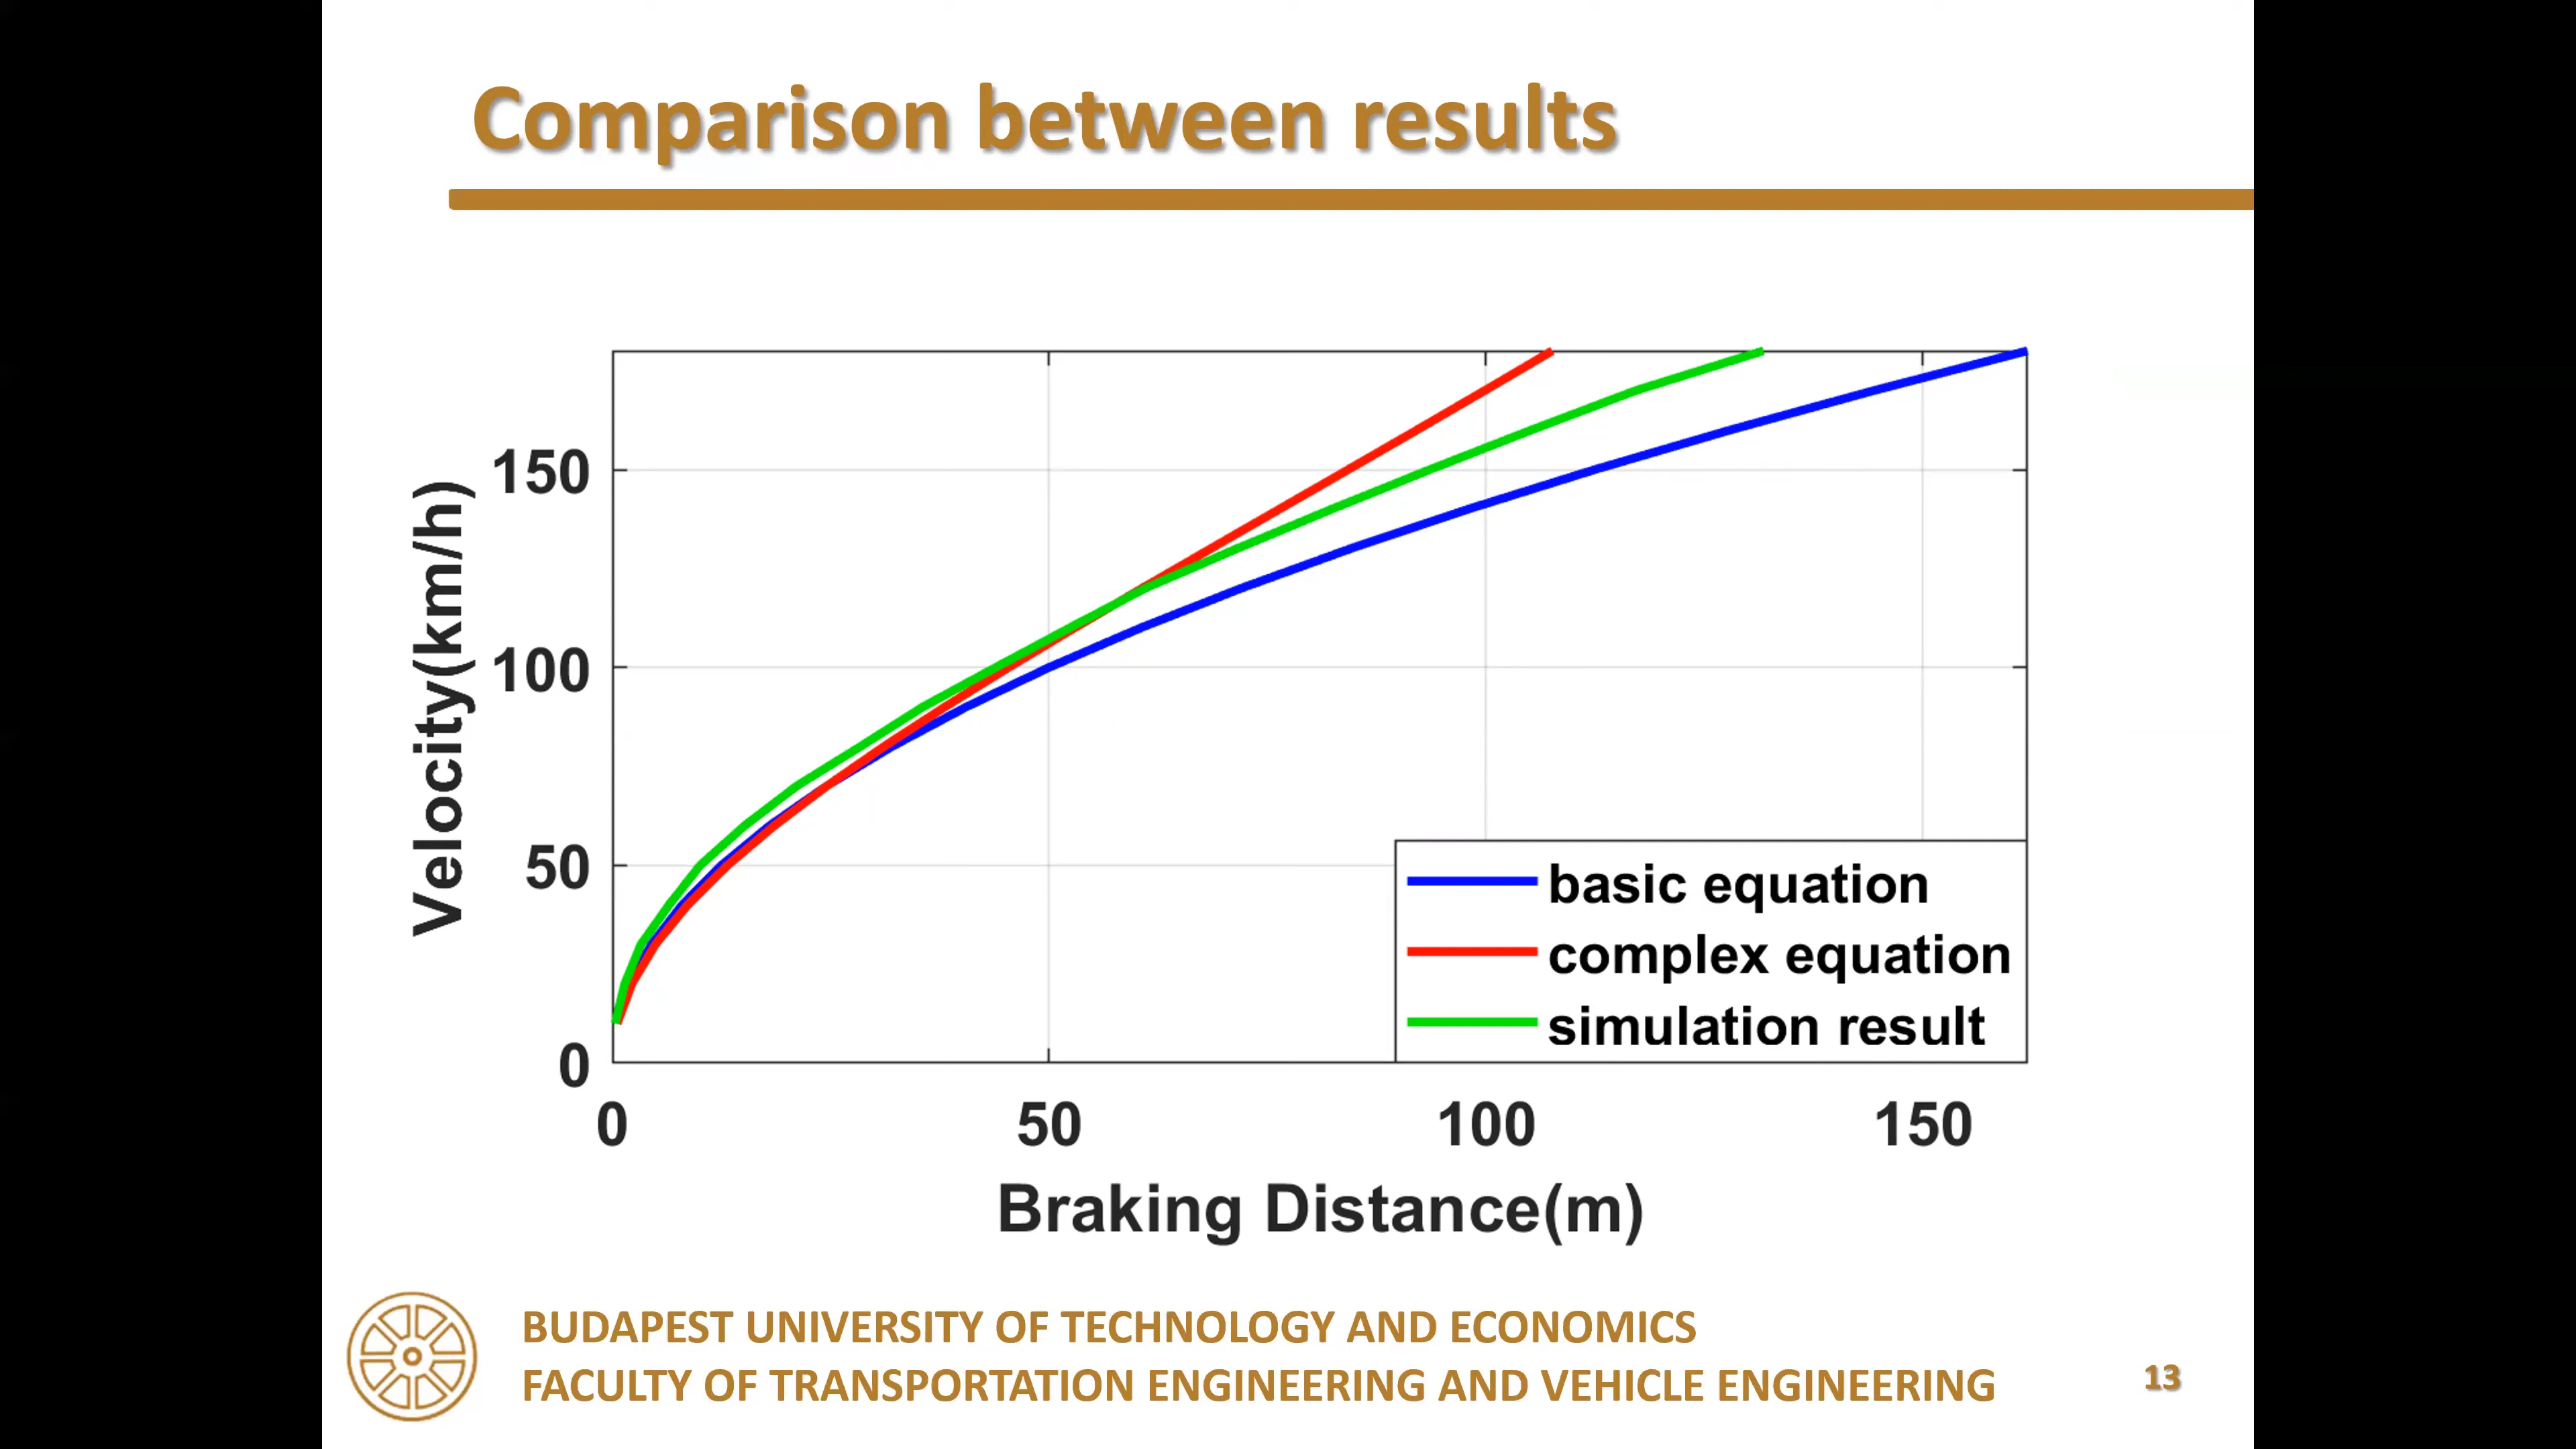 Comparison between results
Velocity(km/h)
150
100
50
0
0 50 100 150
Braking Distance(m)
basic equation
complex equation
simulation result
BUDAPEST UNIVERSITY OF TECHNOLOGY AND ECONOMICS
FACULTY OF TRANSPORTATION ENGINEERING AND VEHICLE ENGINEERING
13